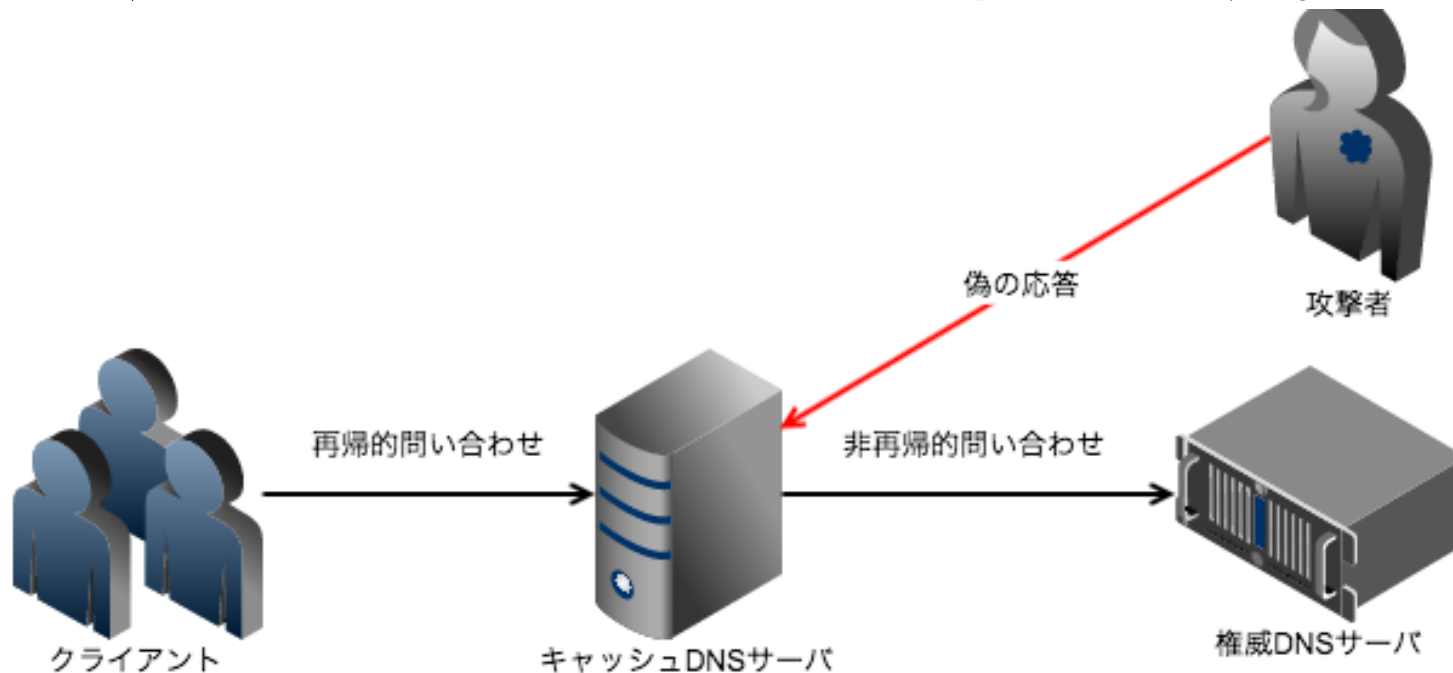 偽の応答
攻撃者
再帰的問い合わせ
非再帰的問い合わせ
クライアント
キャッシュDNSサーバ
権威DNSサーバ